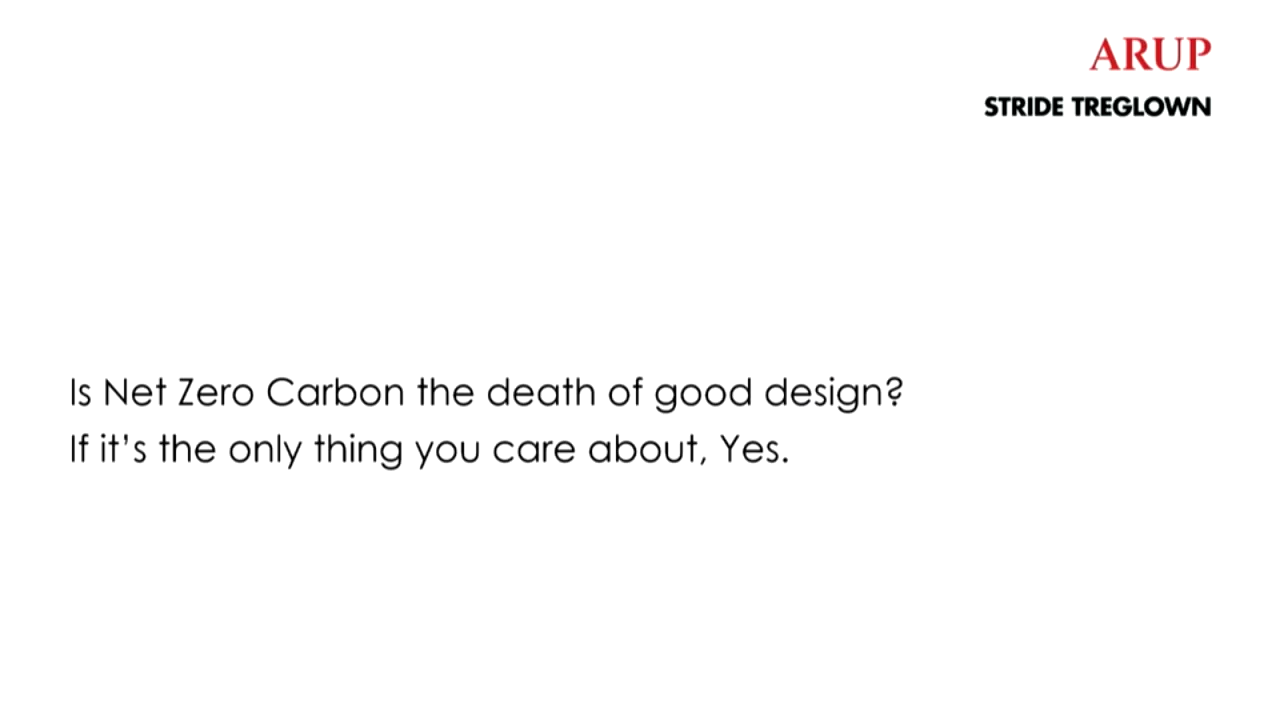 ARUP
STRIDE TREGLOWN
Is Net Zero Carbon the death of good design?
If it's the only thing you care about, Yes.